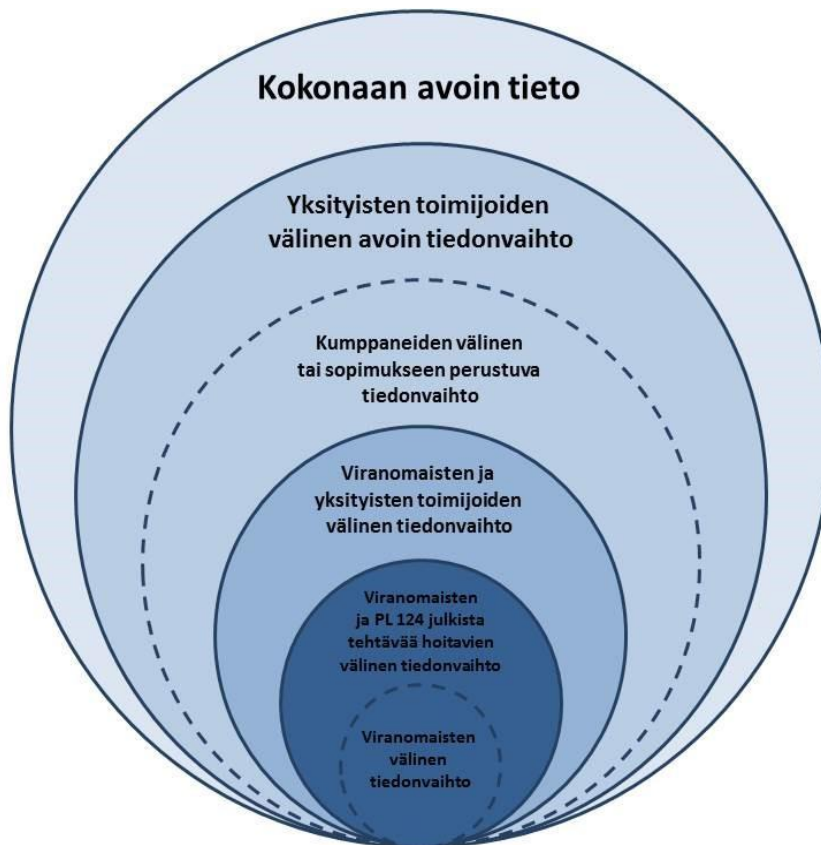 Kokonaan avoin tieto
Yksityisten toimijoiden
välinen avoin tiedonvaihto
Kumppaneiden välinen
tai sopimukseen perustuva
tiedonvaihto
Viranomaisten ja
yksityisten toimijoiden
välinen tiedonvaihto
Viranomaisten
ja PL 124 julkista
tehtävää hoitavien
välinen tiedonvaihto
Viranomaisten
välinen
tiedonvaihto